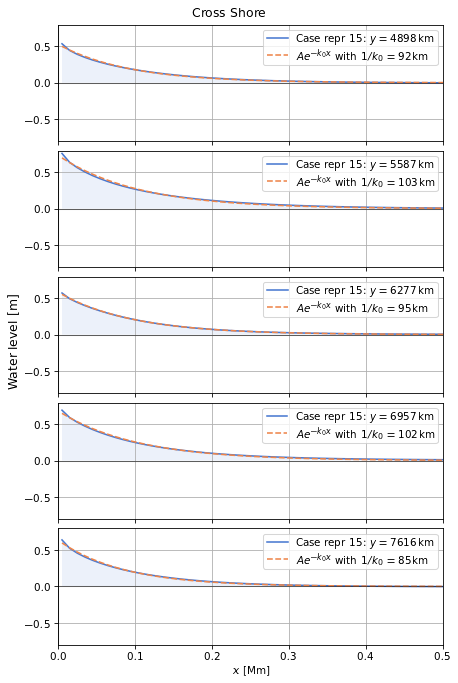 Cross Shore
Case repr 15: y = 4898 km
Ae^{-k_0 x} with 1/k_0 = 92 km
0.5
0.0
−0.5
Case repr 15: y = 5587 km
Ae^{-k_0 x} with 1/k_0 = 103 km
0.5
0.0
−0.5
Case repr 15: y = 6277 km
Ae^{-k_0 x} with 1/k_0 = 95 km
0.5
0.0
−0.5
Water level [m]
Case repr 15: y = 6957 km
Ae^{-k_0 x} with 1/k_0 = 102 km
0.5
0.0
−0.5
Case repr 15: y = 7616 km
Ae^{-k_0 x} with 1/k_0 = 85 km
0.5
0.0
−0.5
0.0 0.1 0.2 0.3 0.4 0.5
x [Mm]